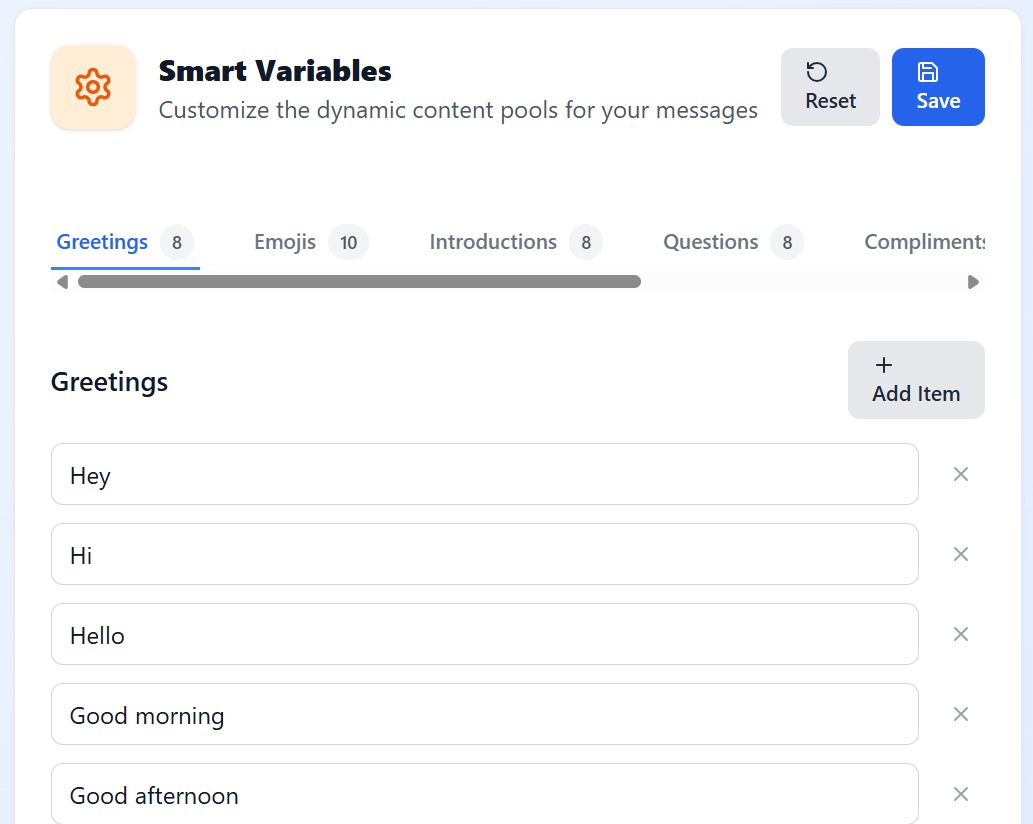 Smart Variables
Customize the dynamic content pools for your messages
Reset
Save
Greetings 8 Emojis 10 Introductions 8 Questions 8 Compliments
Greetings
Add Item
Hey
Hi
Hello
Good morning
Good afternoon